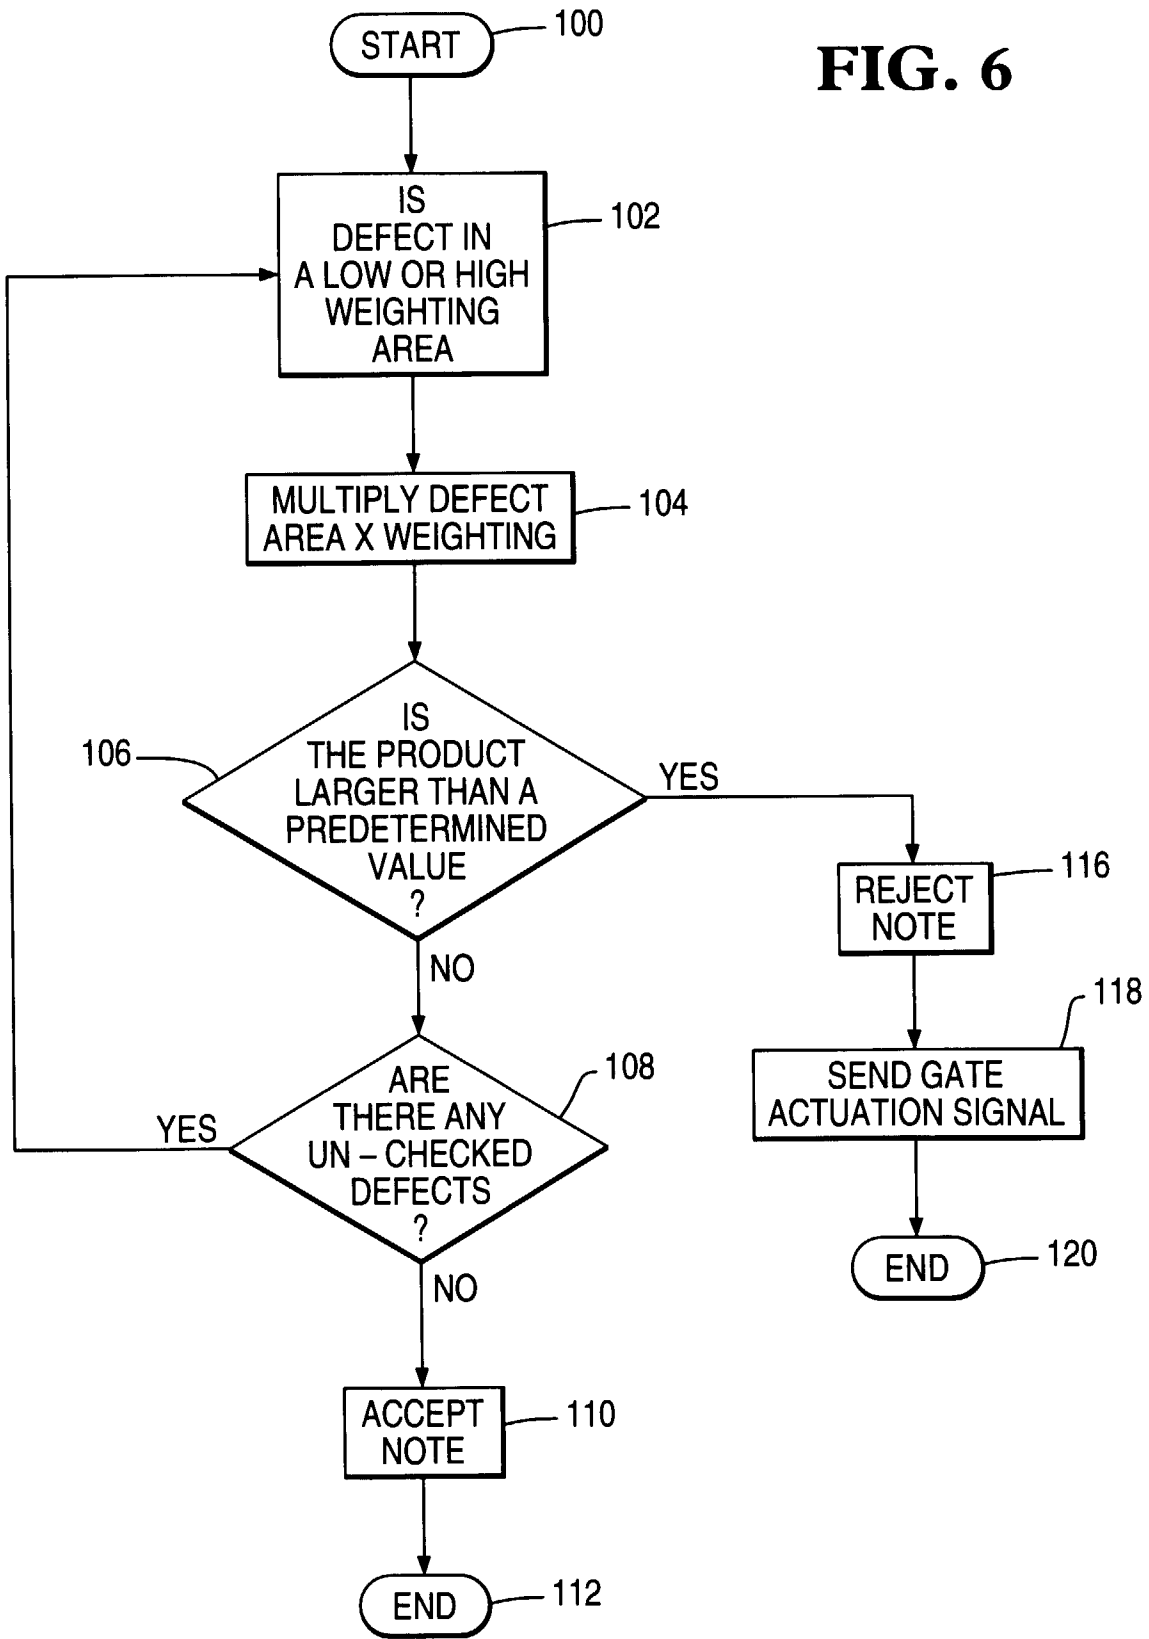 START
100
FIG. 6
IS
DEFECT IN
A LOW OR HIGH
WEIGHTING
AREA
102
MULTIPLY DEFECT
AREA X WEIGHTING
104
IS
THE PRODUCT
LARGER THAN A
PREDETERMINED
VALUE
?
106
YES
NO
REJECT
NOTE
116
SEND GATE
ACTUATION SIGNAL
118
END
120
ARE
THERE ANY
UN – CHECKED
DEFECTS
?
108
YES
NO
ACCEPT
NOTE
110
END
112